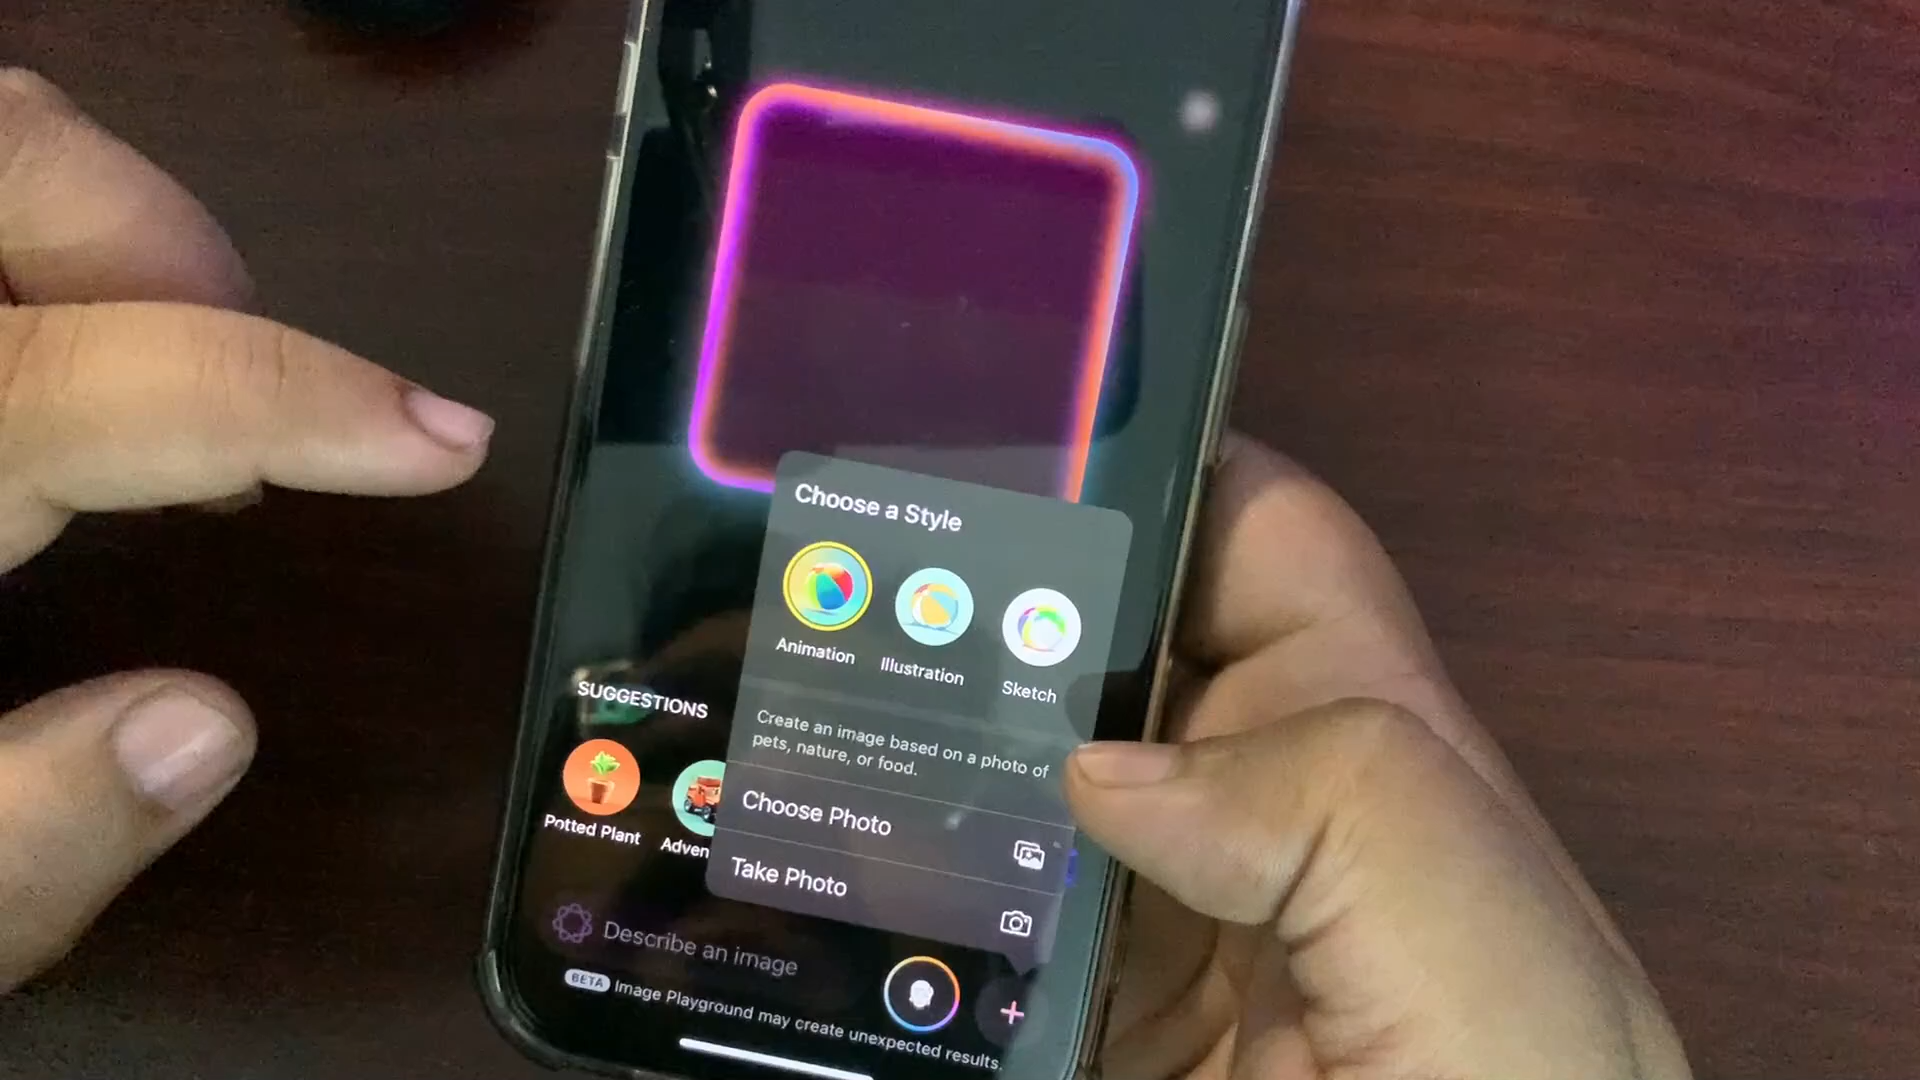 Choose a Style
Animation
Illustration
Sketch
SUGGESTIONS
Create an image based on a photo of
pets, nature, or food.
Potted Plant
Adven
Choose Photo
Take Photo
Describe an image
BETA Image Playground may create unexpected results.